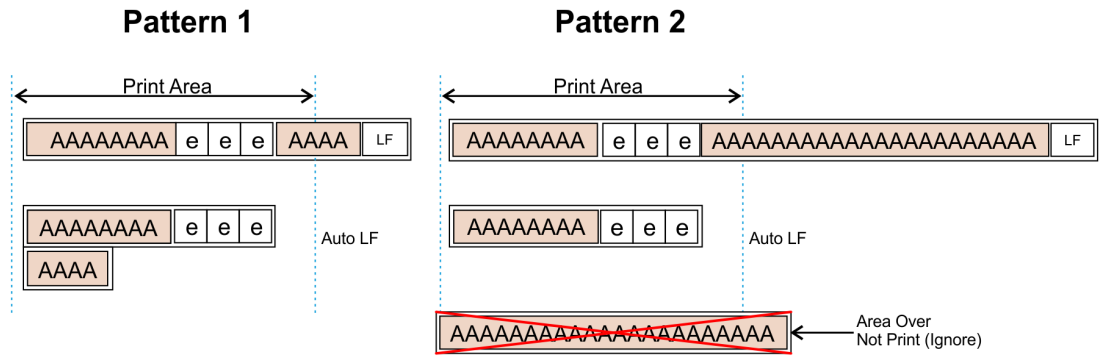 Pattern 1
Print Area
AAAAAAAA e e e AAAA LF
AAAAAAAA e e e
Auto LF
AAAA
Pattern 2
Print Area
AAAAAAAA e e e AAAAAAAAAAAAAAAAAAAAAA LF
AAAAAAAA e e e
Auto LF
AAAAAAAAAAAAAAAAAAAAAA
Area Over
Not Print (Ignore)